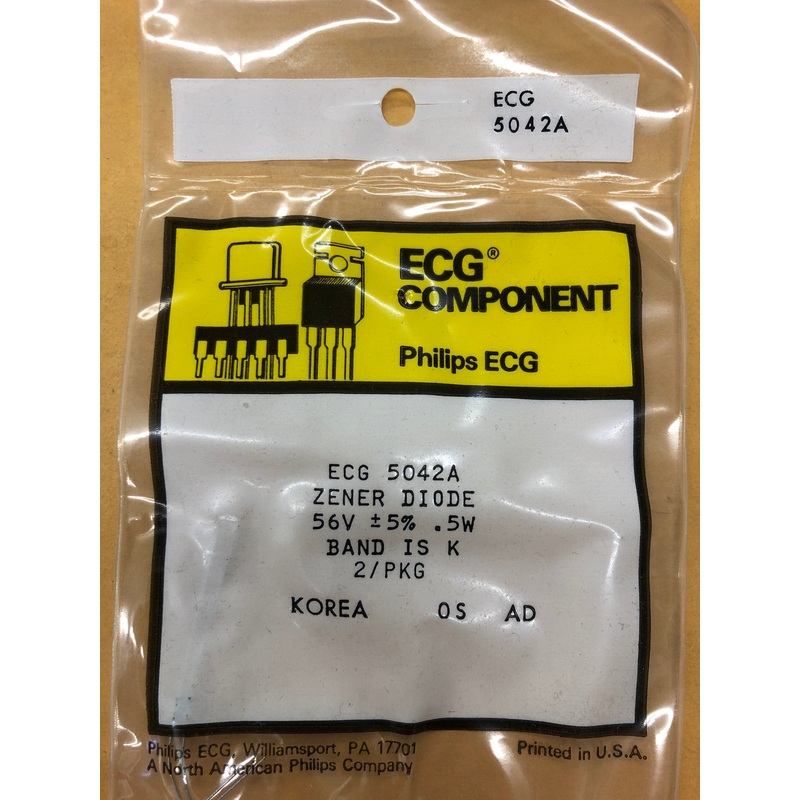 ECG
5042A
ECG®
COMPONENT
Philips ECG
ECG 5042A
ZENER DIODE
56V ±5% .5W
BAND IS K
2/PKG
KOREA OS AD
Philips ECG, Williamsport, PA 17701
A North American Philips Company
Printed in U.S.A.